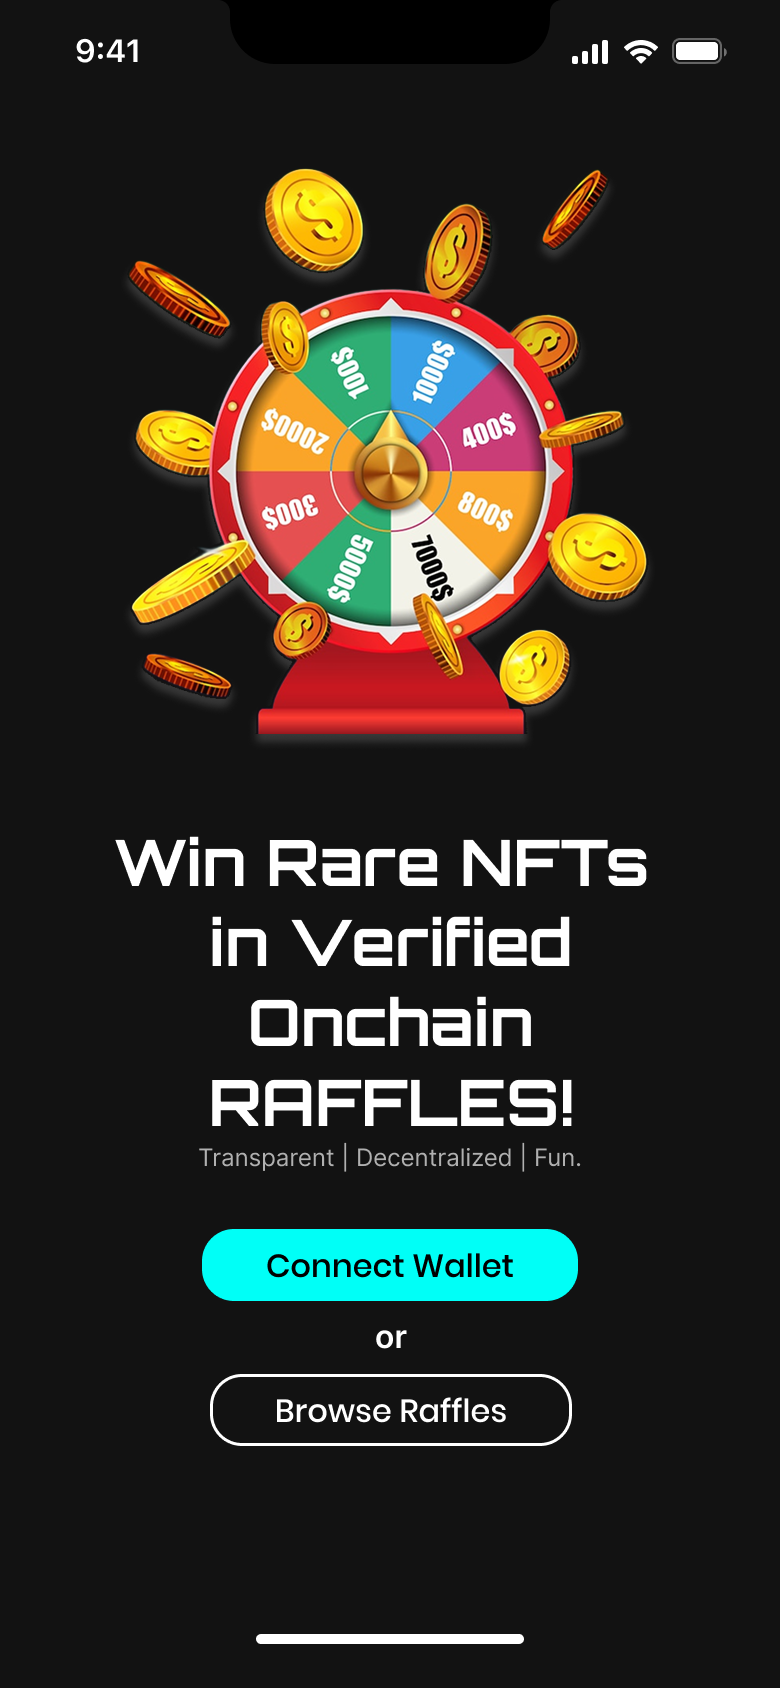 9:41
100$
1000$
2000$
400$
300$
800$
5000$
Win Rare NFTs
in Verified
Onchain
RAFFLES!
Transparent | Decentralized | Fun.
Connect Wallet
or
Browse Raffles